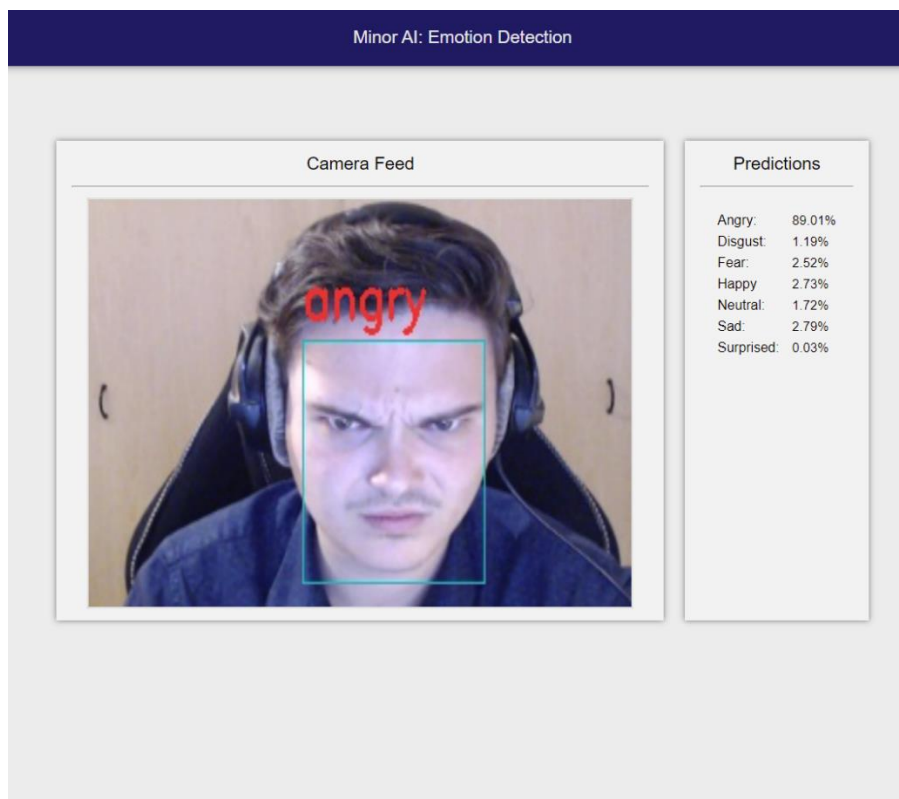 Minor AI: Emotion Detection
Camera Feed
angry
Predictions
Angry: 89.01%
Disgust: 1.19%
Fear: 2.52%
Happy 2.73%
Neutral: 1.72%
Sad: 2.79%
Surprised: 0.03%